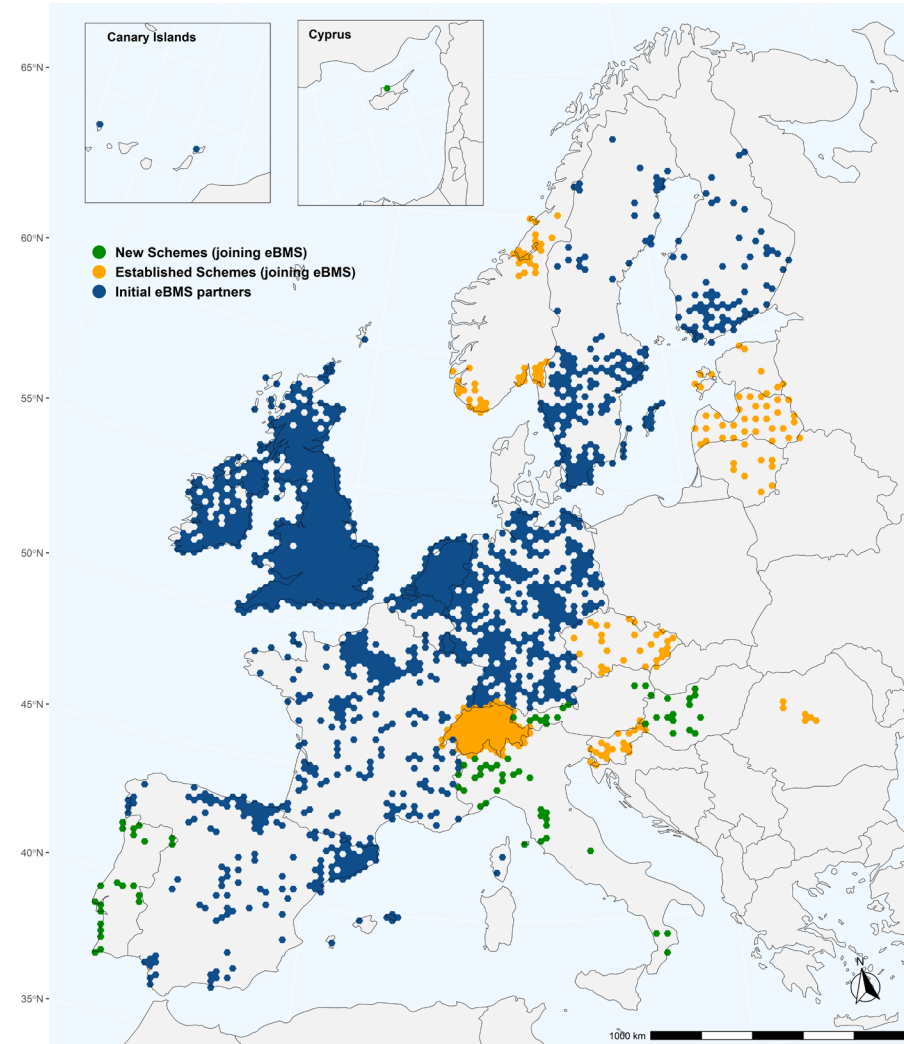 Canary Islands
Cyprus
65°N
60°N
55°N
50°N
45°N
40°N
35°N
New Schemes (joining eBMS)
Established Schemes (joining eBMS)
Initial eBMS partners
N
1000 km